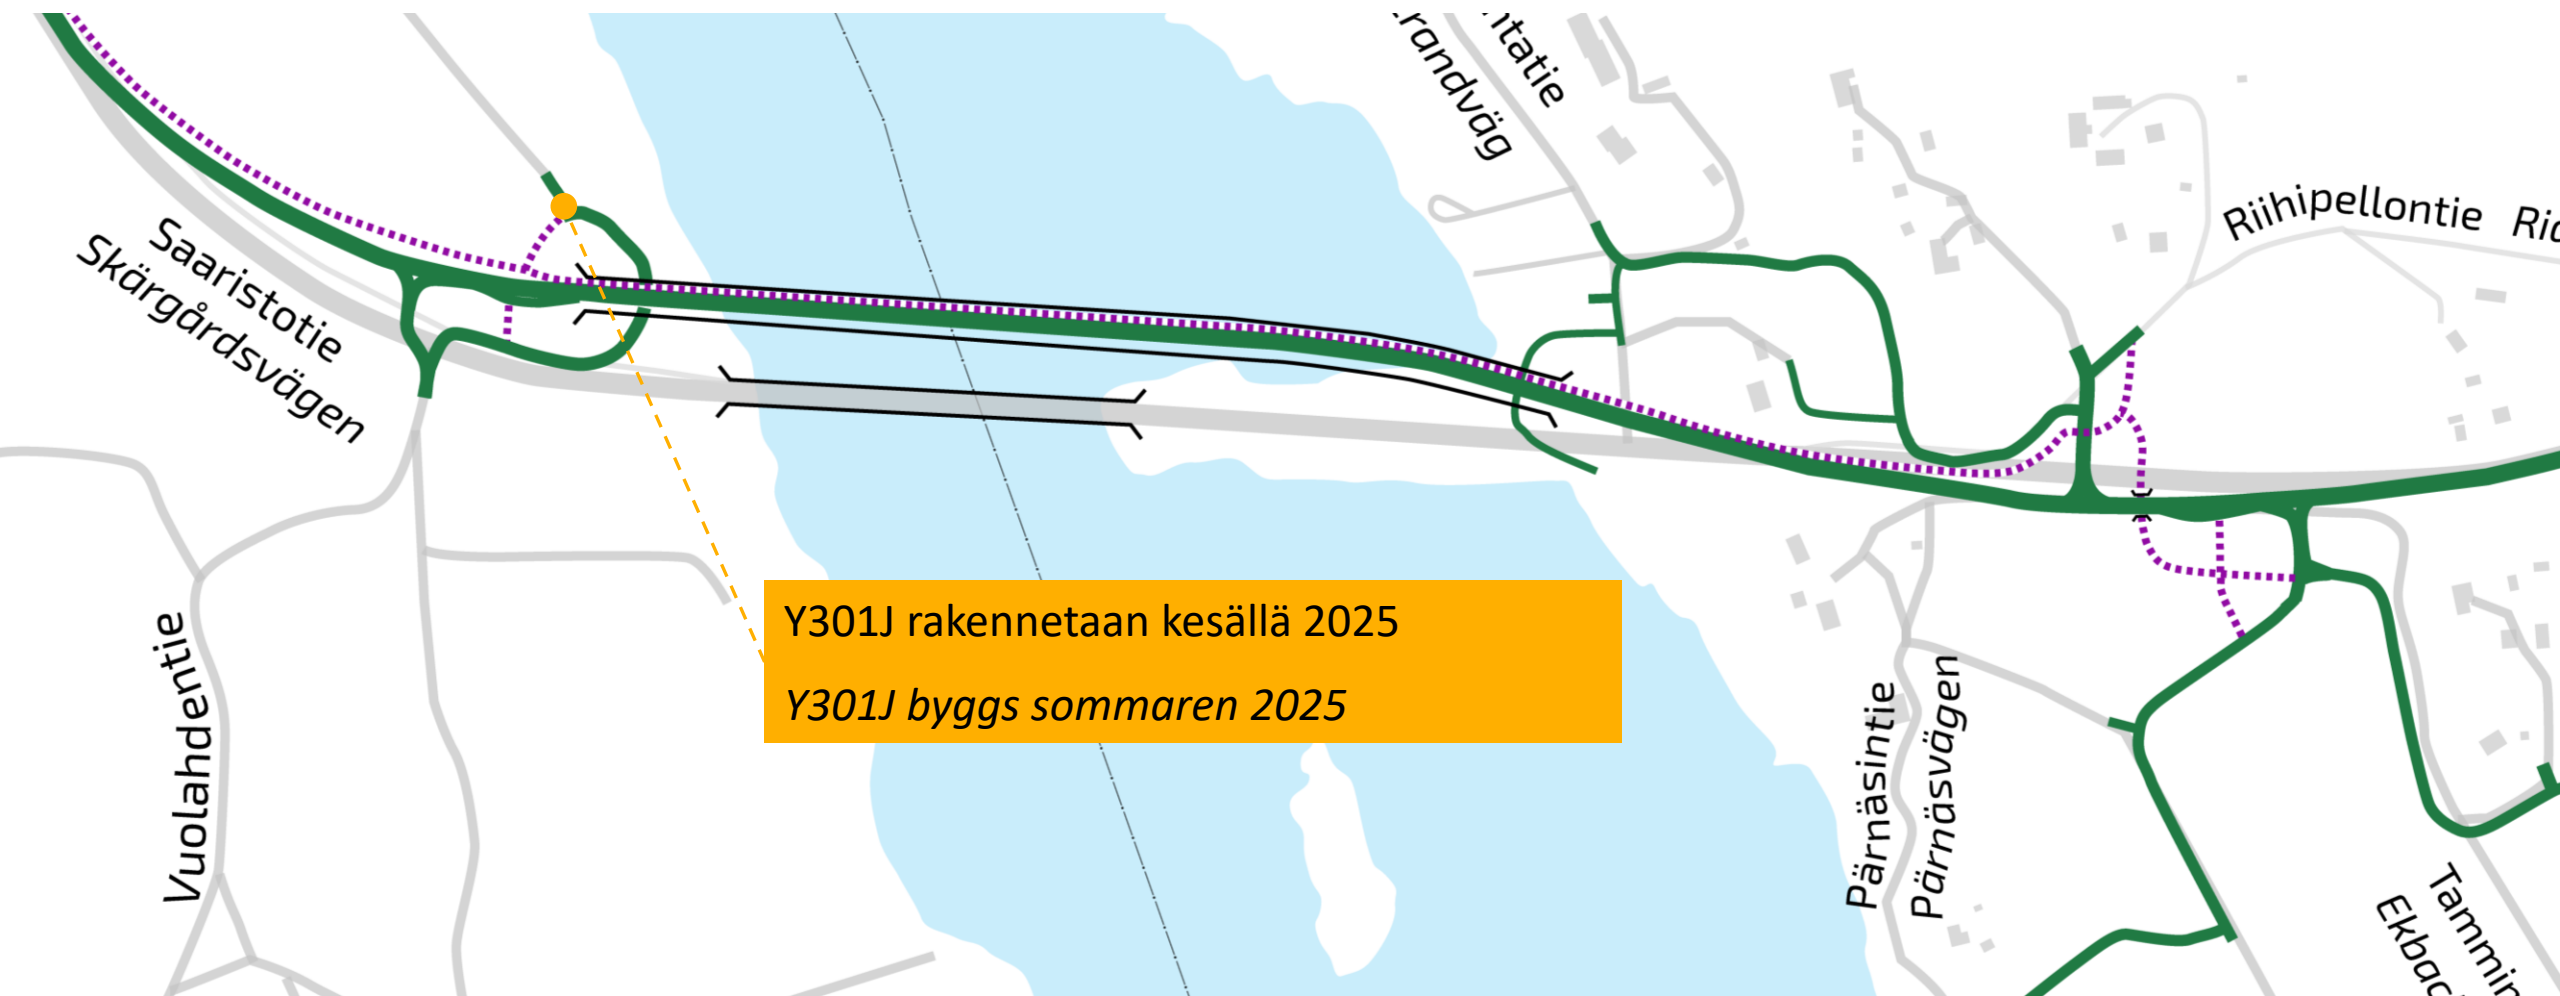 Saaristotie
Skärgårdsvägen
Riihipellontie
Y301J rakennetaan kesällä 2025
Y301J byggs sommaren 2025
Vuolahdentie
Pärnäsintie
Pärnäsvägen